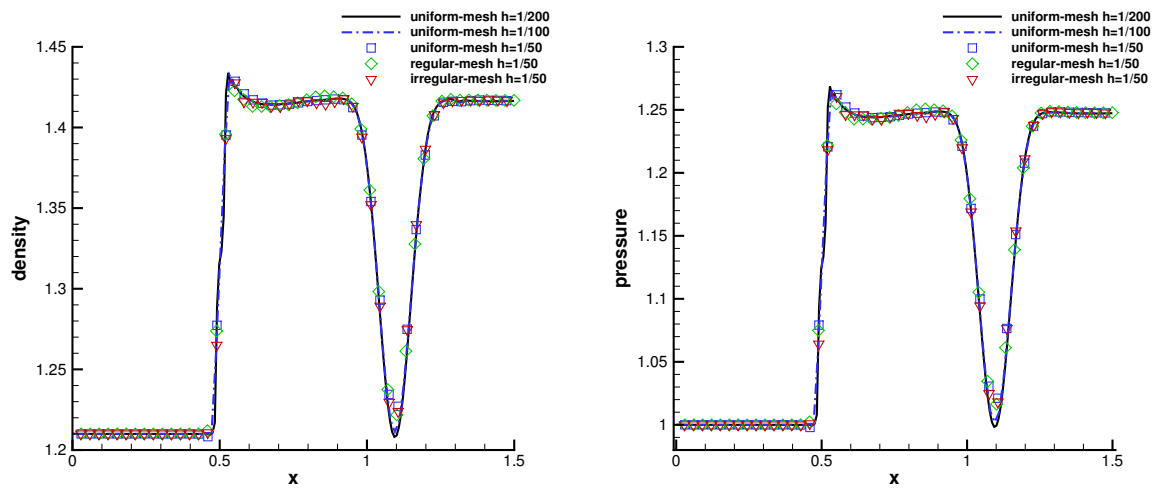 uniform-mesh h=1/200
uniform-mesh h=1/100
uniform-mesh h=1/50
regular-mesh h=1/50
irregular-mesh h=1/50
1.45
1.4
1.35
1.3
1.25
1.2
density
0
0.5
1
1.5
x
uniform-mesh h=1/200
uniform-mesh h=1/100
uniform-mesh h=1/50
regular-mesh h=1/50
irregular-mesh h=1/50
1.3
1.25
1.2
1.15
1.1
1.05
1
pressure
0
0.5
1
1.5
x